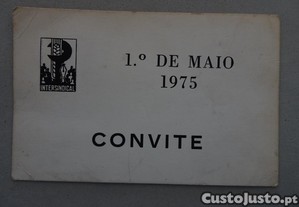 1.º DE MAIO
1975
INTERSINDICAL
CONVITE
CustoJusto.pt